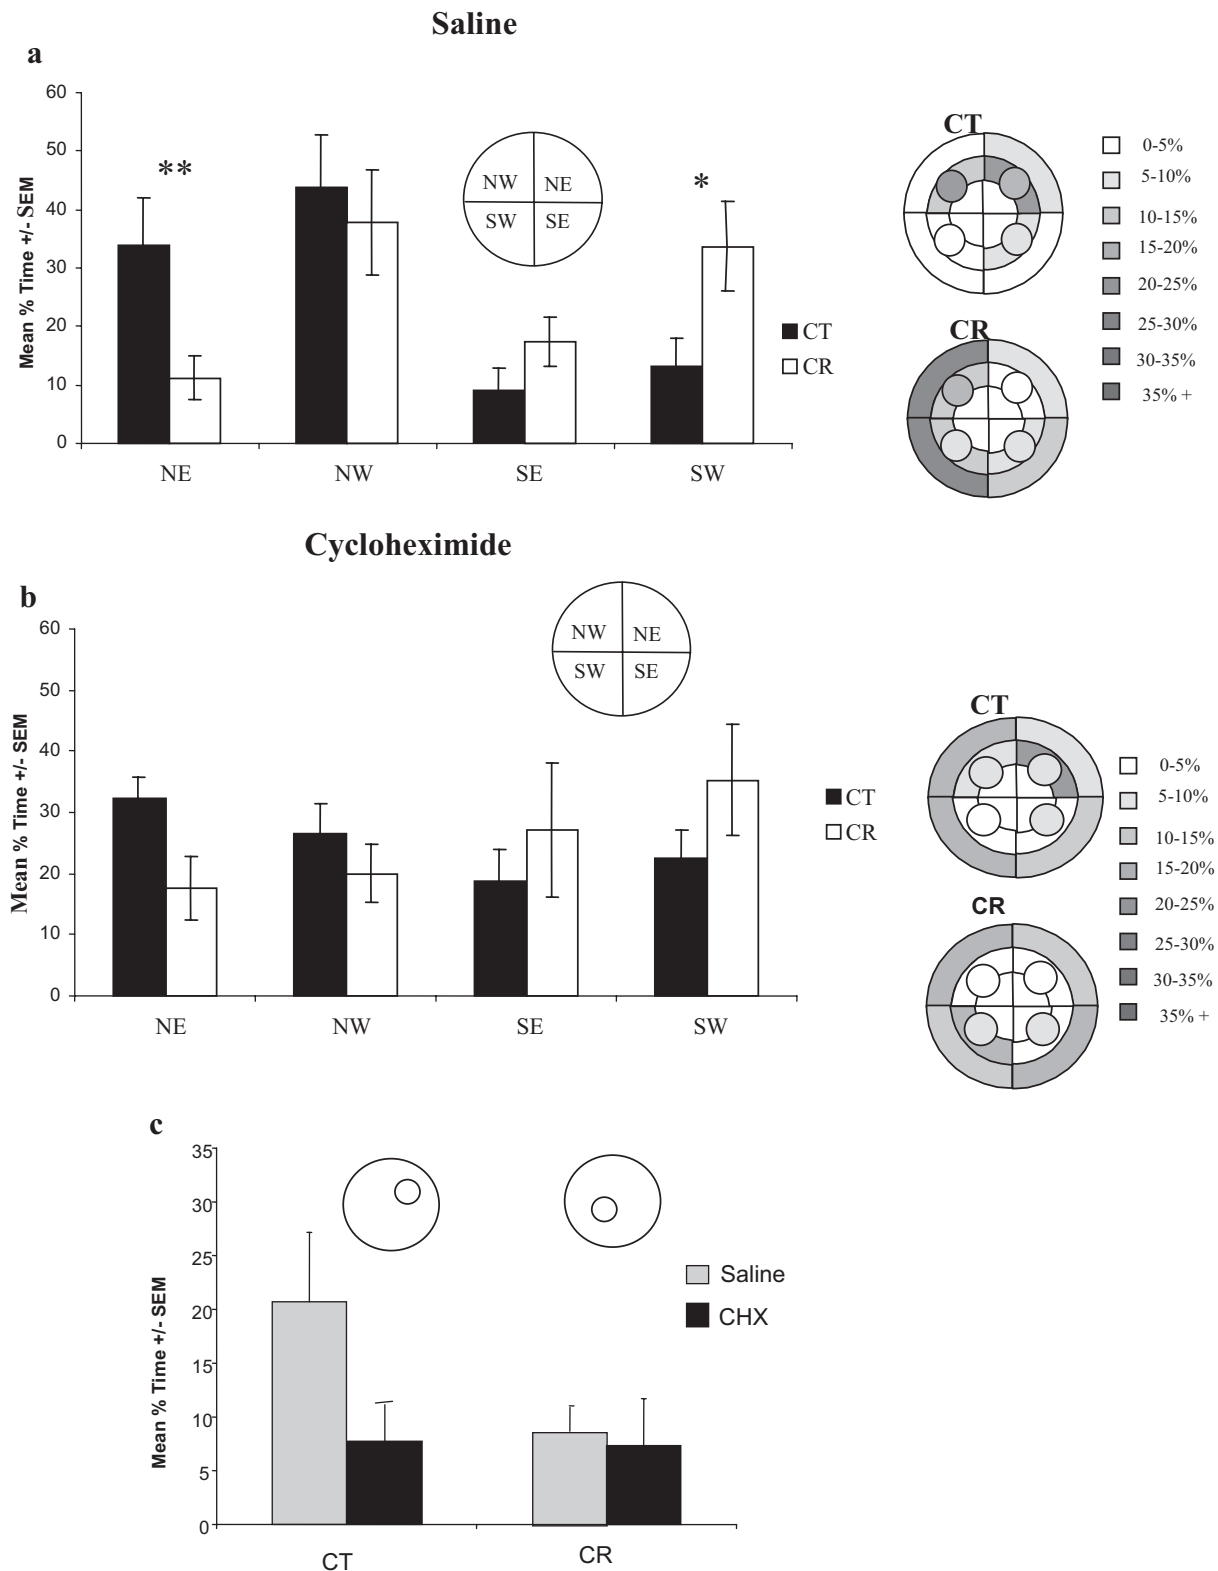 Saline
a
60
50
40
30
20
10
0
Mean % Time +/- SEM
**
*
NW NE
SW SE
CT
CR
NE NW SE SW
CT
CR
0-5%
5-10%
10-15%
15-20%
20-25%
25-30%
30-35%
35% +
Cycloheximide
b
60
50
40
30
20
10
0
Mean % Time +/- SEM
NW NE
SW SE
CT
CR
NE NW SE SW
CT
CR
0-5%
5-10%
10-15%
15-20%
20-25%
25-30%
30-35%
35% +
c
35
30
25
20
15
10
5
0
Mean % Time +/- SEM
Saline
CHX
CT CR